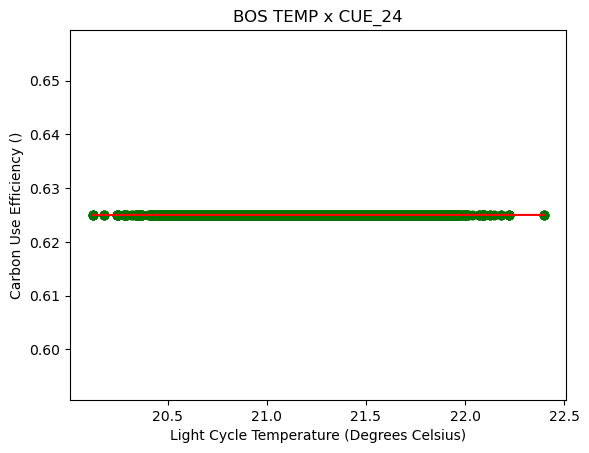 BOS TEMP x CUE_24
Carbon Use Efficiency ()
0.65
0.64
0.63
0.62
0.61
0.60
20.5 21.0 21.5 22.0 22.5
Light Cycle Temperature (Degrees Celsius)